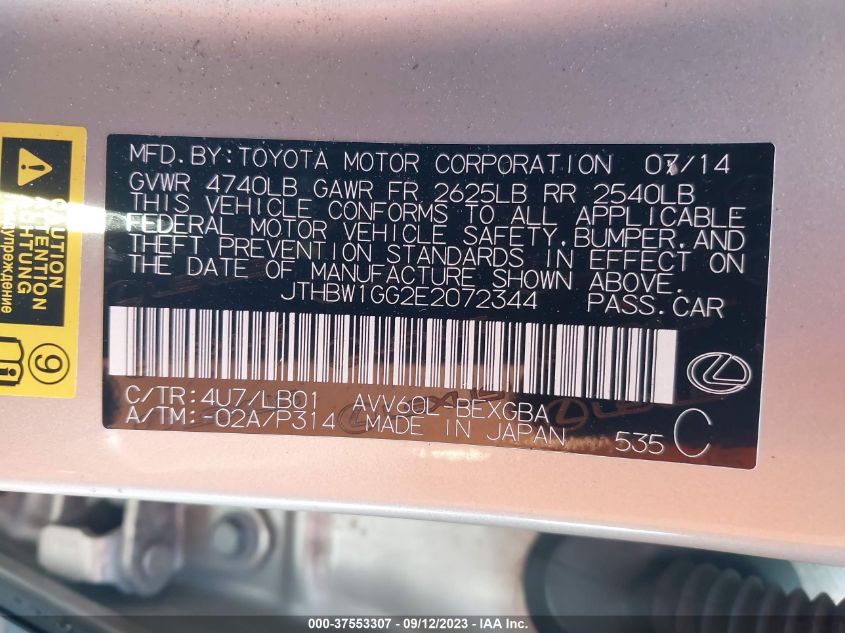 MFD. BY: TOYOTA MOTOR CORPORATION 07/14
GVWR 4740LB GAWR FR 2625LB RR 2540LB
THIS VEHICLE CONFORMS TO ALL APPLICABLE
FEDERAL MOTOR VEHICLE SAFETY, BUMPER, AND
THEFT PREVENTION STANDARDS IN EFFECT ON
THE DATE OF MANUFACTURE SHOWN ABOVE.
JTHBW1GG2E2072344 PASS.CAR
C/TR: 4U7/LB01 AVV60L-BEXGBA
A/TM: -02A/P314 MADE IN JAPAN 535 C
CAUTION
ATTENTION
ACHTUNG
9
000-37553307 - 09/12/2023 - IAA Inc.